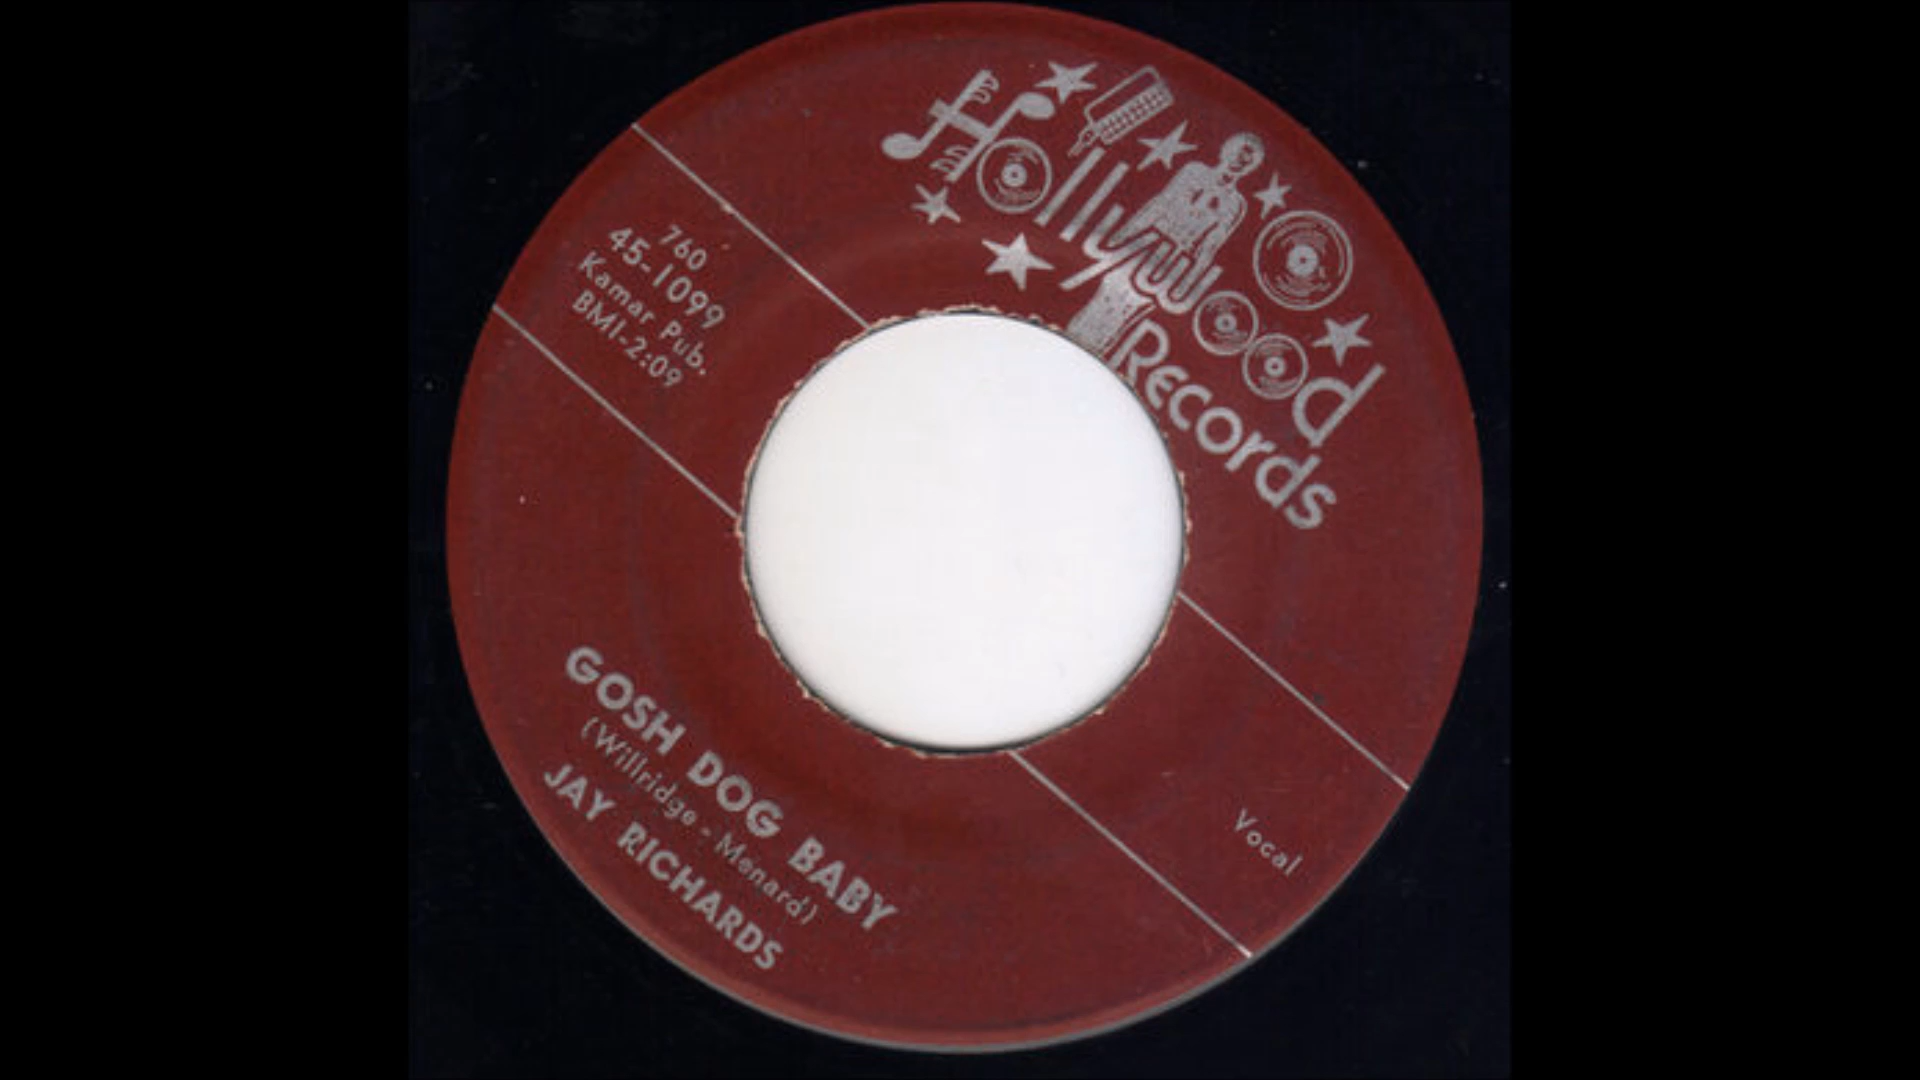 Hollywood
Records
760
45-1099
Kamar Pub.
BMI-2:09
Vocal
GOSH DOG BABY
(Willridge - Menard)
JAY RICHARDS